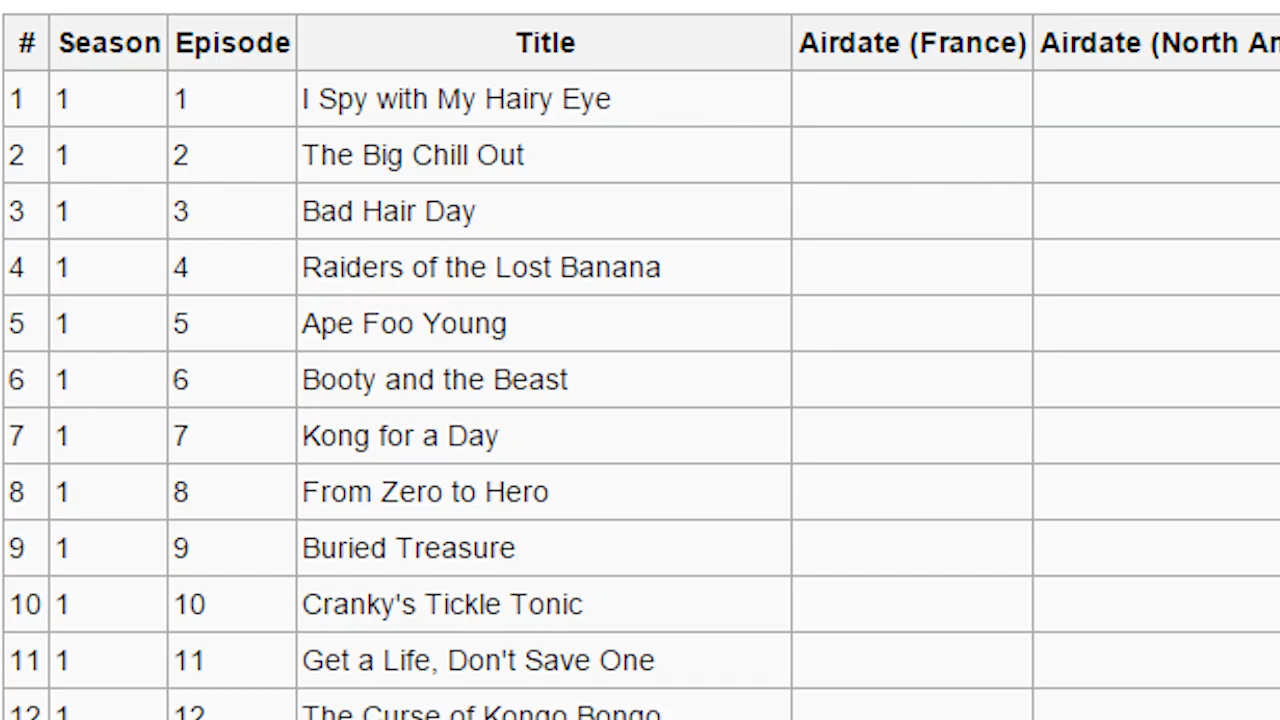 # Season Episode Title Airdate (France) Airdate (North
1 1 1 I Spy with My Hairy Eye
2 1 2 The Big Chill Out
3 1 3 Bad Hair Day
4 1 4 Raiders of the Lost Banana
5 1 5 Ape Foo Young
6 1 6 Booty and the Beast
7 1 7 Kong for a Day
8 1 8 From Zero to Hero
9 1 9 Buried Treasure
10 1 10 Cranky's Tickle Tonic
11 1 11 Get a Life, Don't Save One
12 1 12 The Curse of Kongo Bongo